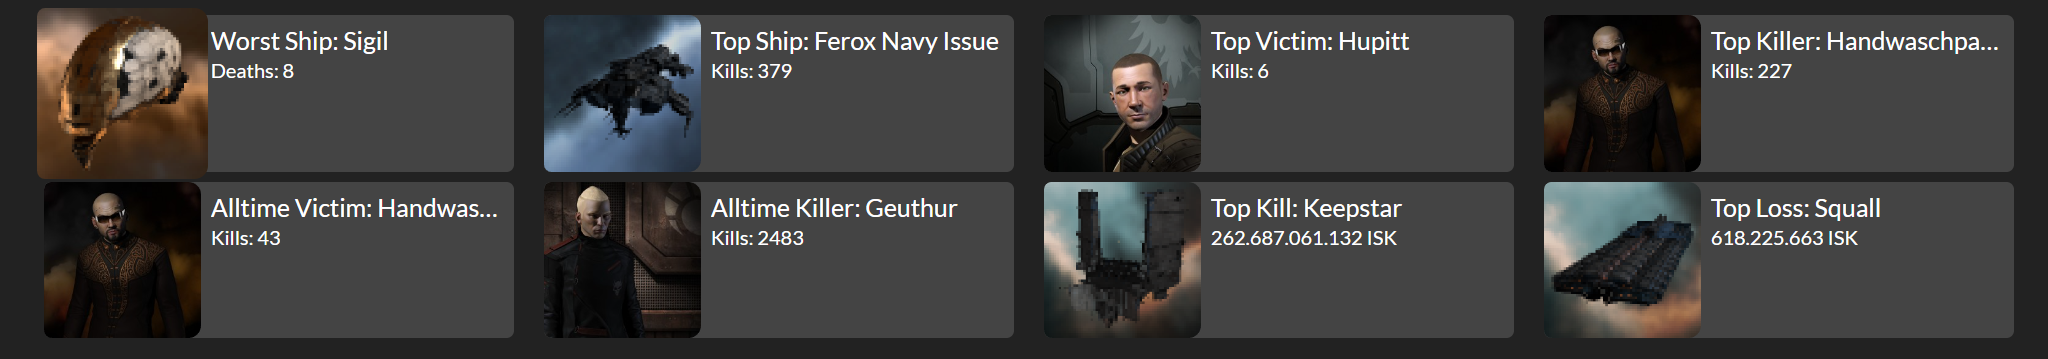 Worst Ship: Sigil
Deaths: 8
Top Ship: Ferox Navy Issue
Kills: 379
Top Victim: Hupitt
Kills: 6
Top Killer: Handwaschpa...
Kills: 227
Alltime Victim: Handwas...
Kills: 43
Alltime Killer: Geuthur
Kills: 2483
Top Kill: Keepstar
262.687.061.132 ISK
Top Loss: Squall
618.225.663 ISK